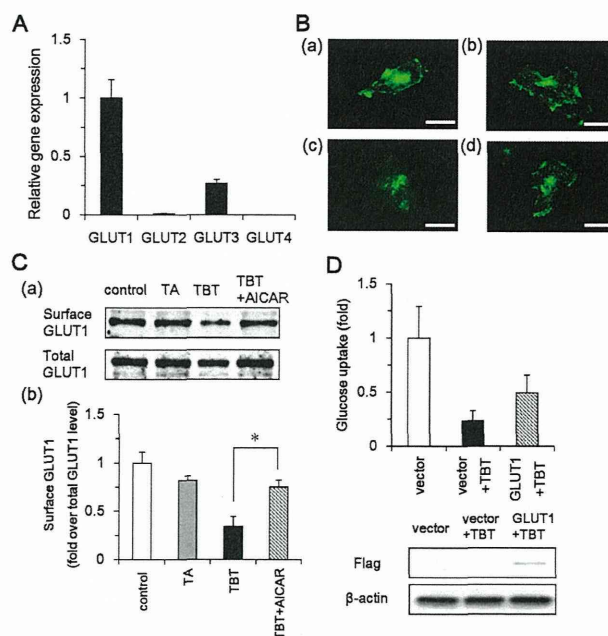 A
Relative gene expression
1.5
1
0.5
0
GLUT1 GLUT2 GLUT3 GLUT4
B
(a)
(b)
(c)
(d)
C
(a)
control TA TBT TBT +AICAR
Surface GLUT1
Total GLUT1
(b)
Surface GLUT1
(fold over total GLUT1 level)
1.5
1
0.5
0
*
control
TA
TBT
TBT+AICAR
D
Glucose uptake (fold)
1.5
1
0.5
0
vector
vector +TBT
GLUT1 +TBT
vector vector +TBT GLUT1 +TBT
Flag
β-actin